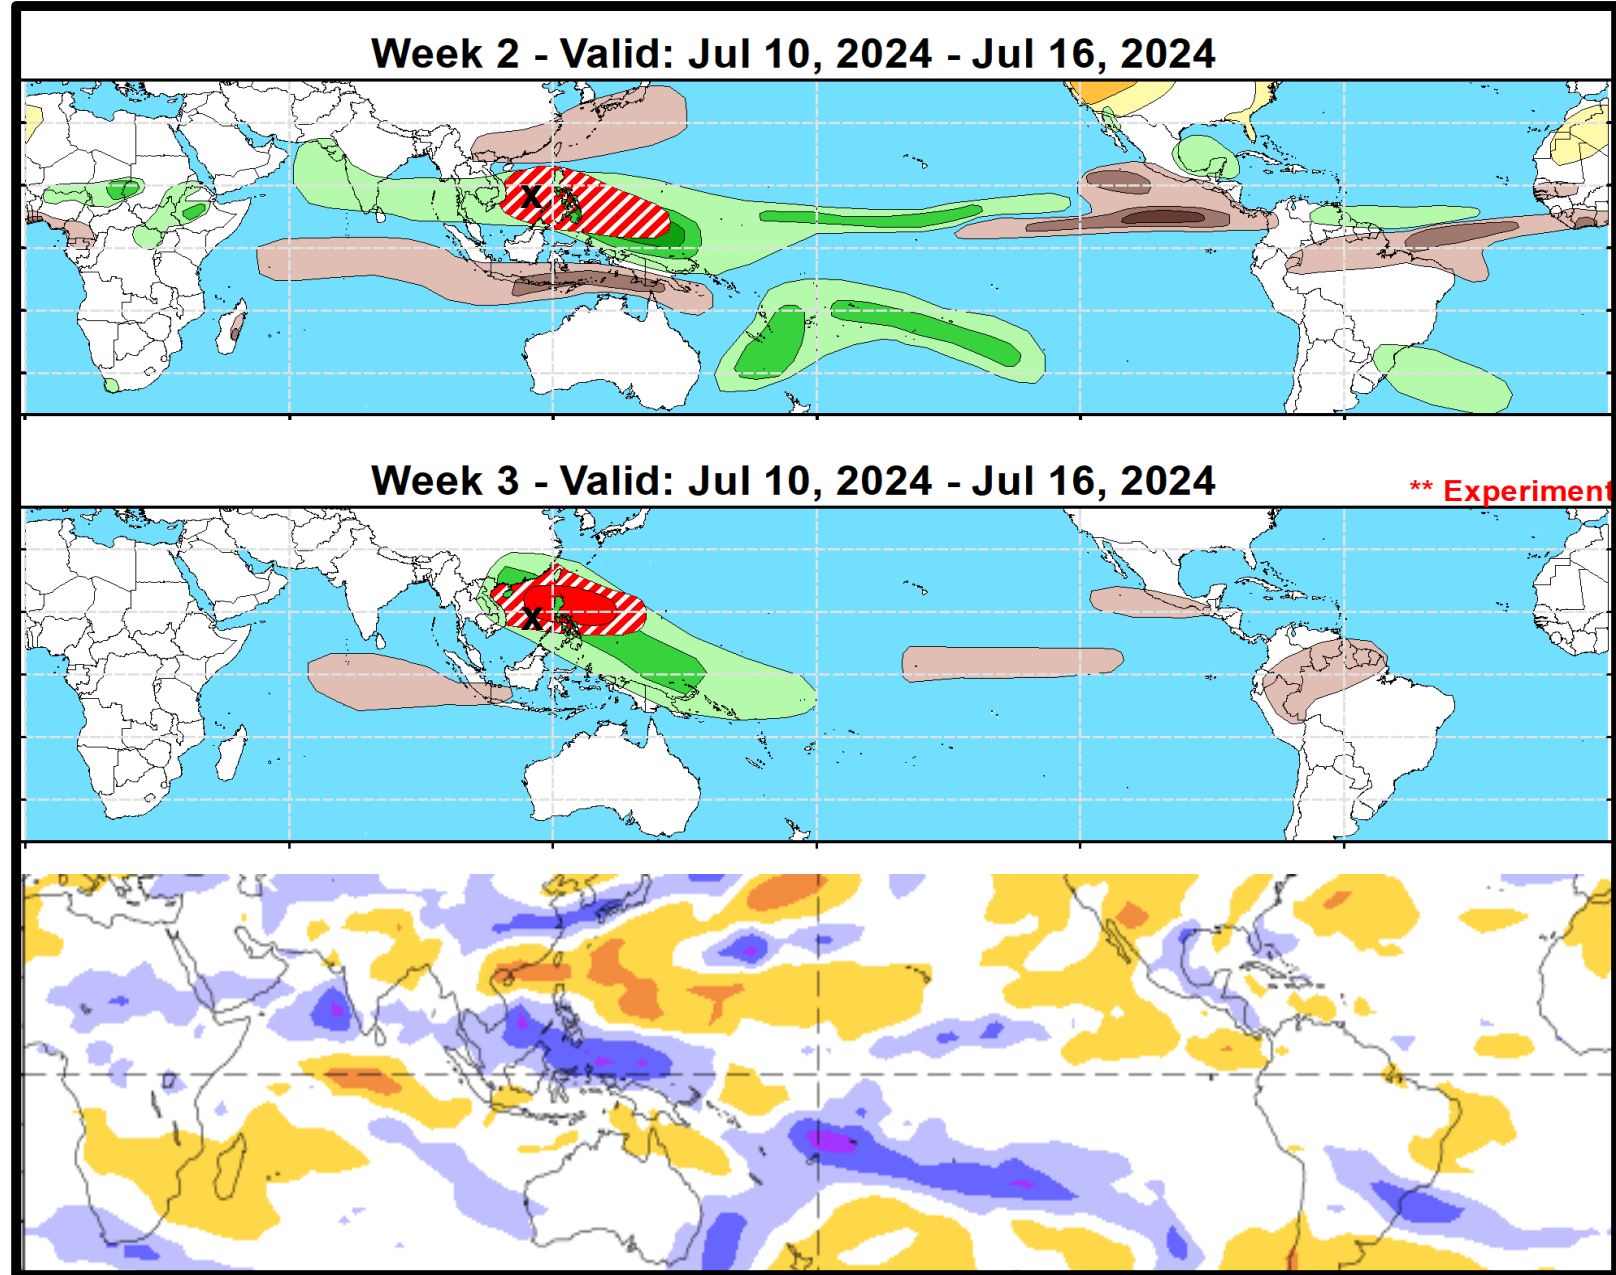 Week 2 - Valid: Jul 10, 2024 - Jul 16, 2024
X
Week 3 - Valid: Jul 10, 2024 - Jul 16, 2024
** Experiment
X